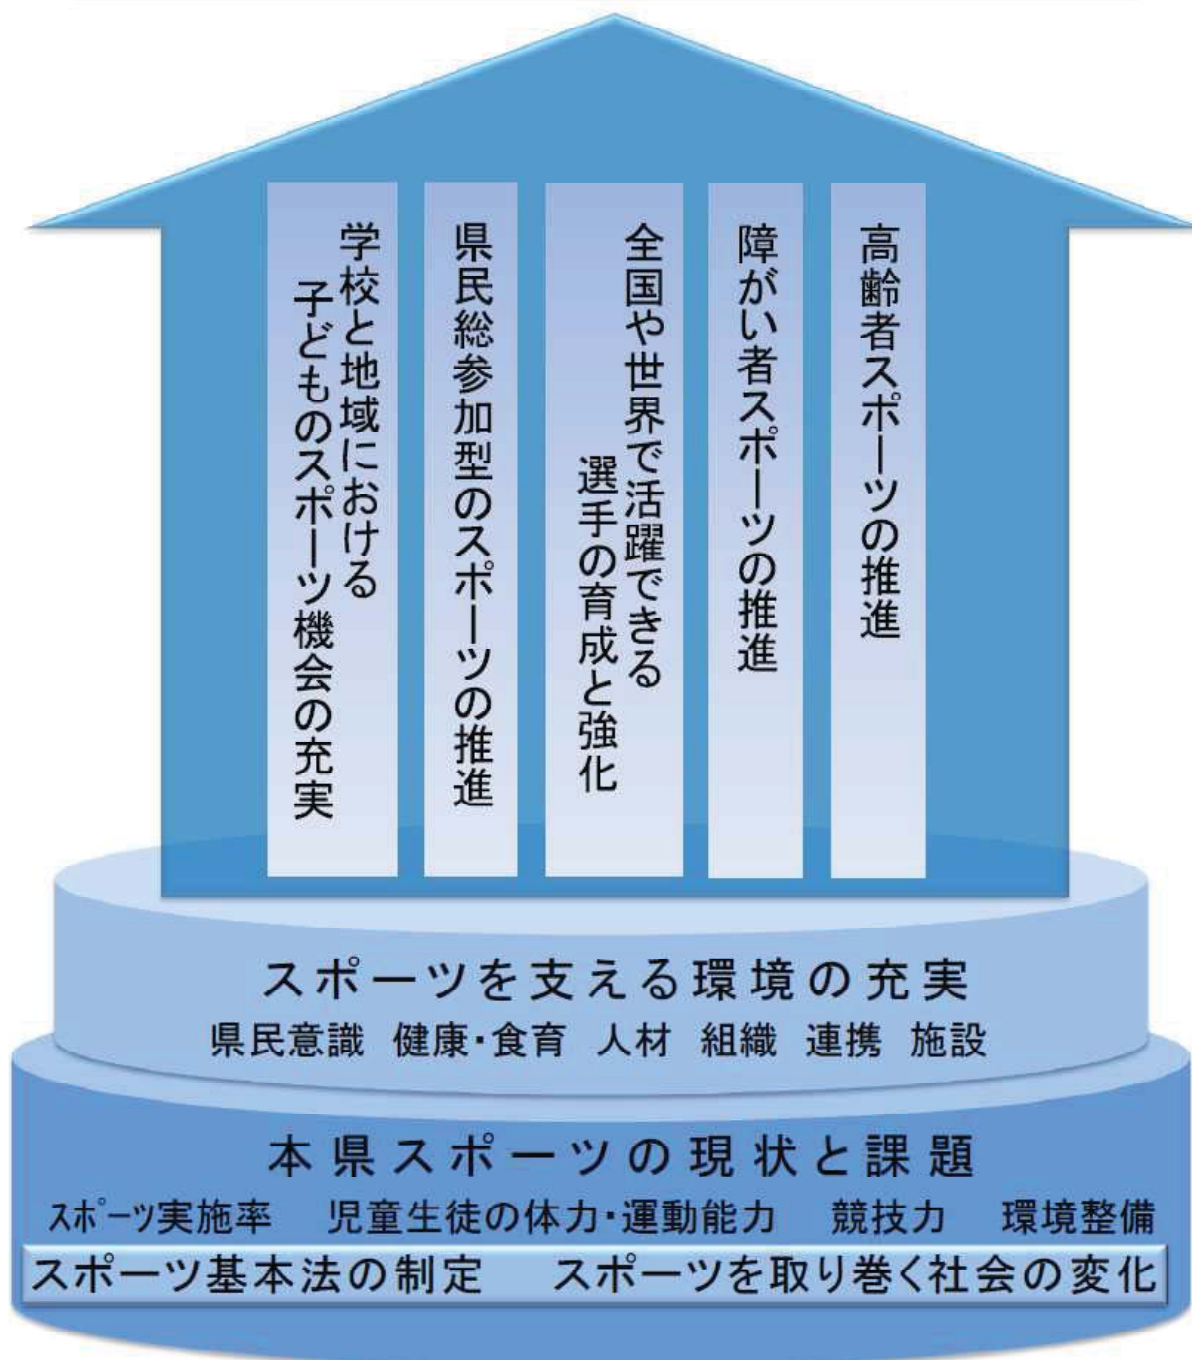 学校と地域における
子どものスポーツ機会の充実
県民総参加型のスポーツの推進
全国や世界で活躍できる
選手の育成と強化
障がい者スポーツの推進
高齢者スポーツの推進
スポーツを支える環境の充実
県民意識 健康・食育 人材 組織 連携 施設
本県スポーツの現状と課題
スポーツ実施率 児童生徒の体力・運動能力 競技力 環境整備
スポーツ基本法の制定 スポーツを取り巻く社会の変化